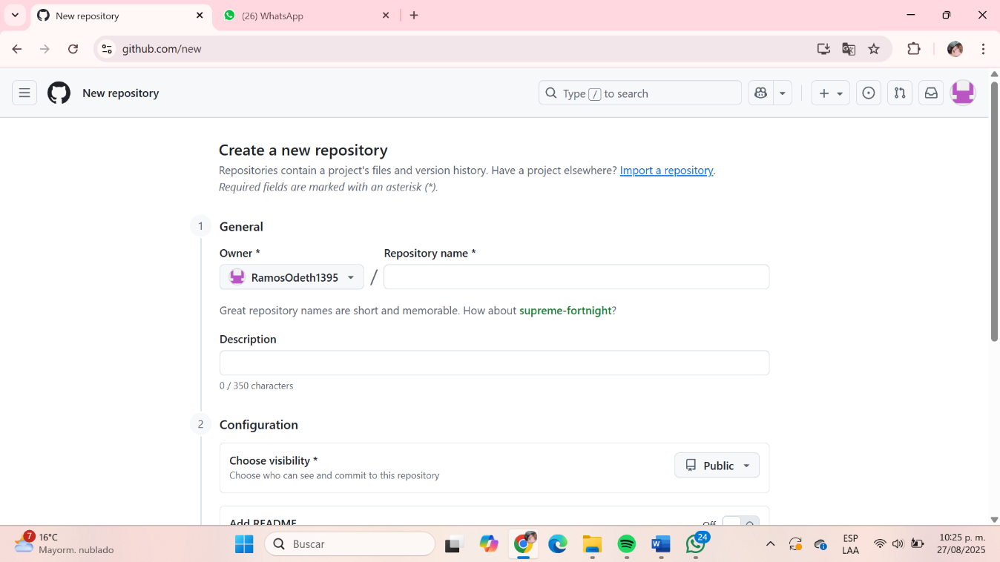 New repository
(26) WhatsApp
github.com/new
New repository
Type / to search
Create a new repository
Repositories contain a project's files and version history. Have a project elsewhere? Import a repository.
Required fields are marked with an asterisk (*).
1 General
Owner * Repository name *
RamosOdeth1395 /
Great repository names are short and memorable. How about supreme-fortnight?
Description
0 / 350 characters
2 Configuration
Choose visibility *
Public
Choose who can see and commit to this repository
Add README
Off
7
16°C
Mayorm. nublado
Buscar
24
ESP
LAA
10:25 p. m.
27/08/2025